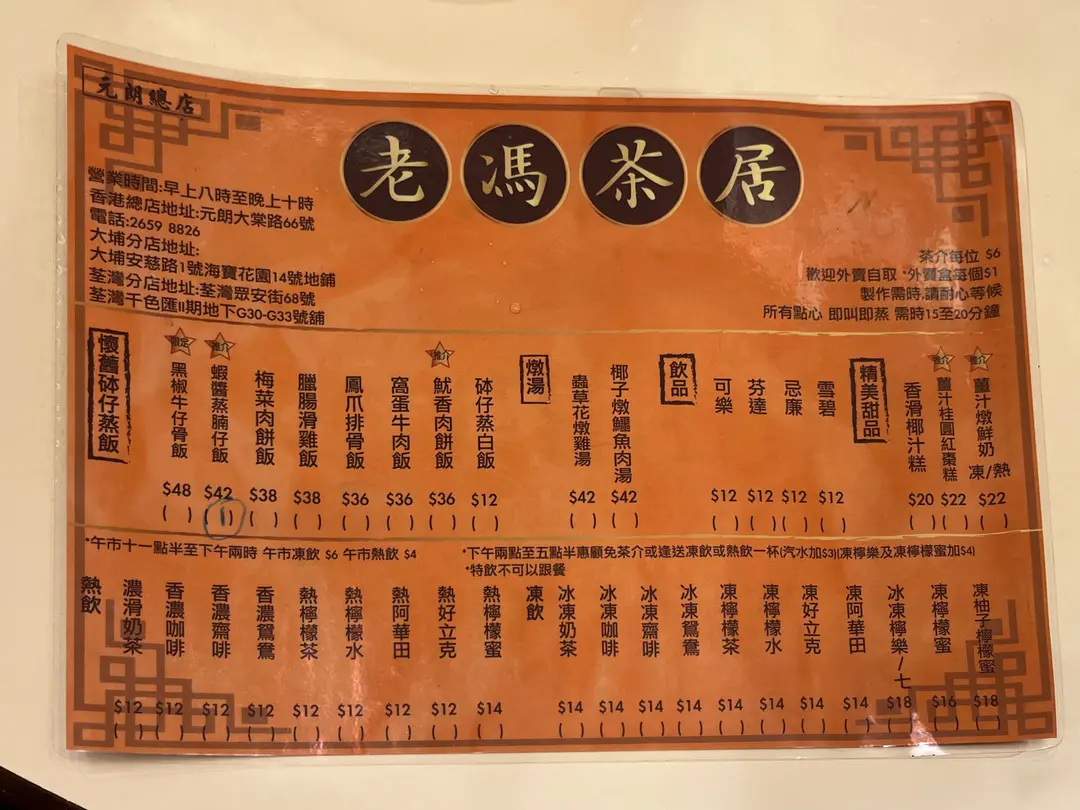 元朗總店
老馮茶居
營業時間:早上八時至晚上十時
香港總店地址:元朗大棠路66號
電話:2659 8826
大埔分店地址:
大埔安慈路1號海寶花園14號地鋪
荃灣分店地址:荃灣眾安街68號
荃灣千色匯II期地下G30-G33號舖
茶介每位 $6
歡迎外賣自取 *外賣盒每個$1
製作需時,請耐心等候
所有點心 即叫即蒸 需時15至20分鐘
懷舊砵仔蒸飯
黑椒牛仔骨飯 $48 ( )
推介 蝦醬蒸腩仔飯 $42 (1)
梅菜肉餅飯 $38 ( )
臘腸滑雞飯 $38 ( )
鳳爪排骨飯 $36 ( )
窩蛋牛肉飯 $36 ( )
推介 魷香肉餅飯 $36 ( )
砵仔蒸白飯 $12 ( )
燉湯
蟲草花燉雞湯 $42 ( )
椰子燉鱷魚肉湯 $42 ( )
飲品
可樂 $12 ( )
芬達 $12 ( )
忌廉 $12 ( )
雪碧 $12 ( )
精美甜品
香滑椰汁糕 $20 ( )
推介 薑汁桂圓紅棗糕 $22 ( )
推介 薑汁燉鮮奶 凍/熱 $22 ( )
*午市十一點半至下午兩時 午市凍飲 $6 午市熱飲 $4
*下午兩點至五點半惠顧免茶介或逢送凍飲或熱飲一杯(汽水加$3)(凍檸樂及凍檸檬蜜加$4)
*特飲不可以跟餐
熱飲
濃滑奶茶 $12 ( )
香濃咖啡 $12 ( )
香濃齋啡 $12 ( )
香濃鴛鴦 $12 ( )
熱檸檬茶 $12 ( )
熱檸檬水 $12 ( )
熱阿華田 $12 ( )
熱好立克 $12 ( )
熱檸檬蜜 $14 ( )
凍飲
冰凍奶茶 $14 ( )
冰凍咖啡 $14 ( )
冰凍齋啡 $14 ( )
冰凍鴛鴦 $14 ( )
凍檸檬茶 $14 ( )
凍檸檬水 $14 ( )
凍好立克 $14 ( )
凍阿華田 $14 ( )
冰凍檸樂/七 $18 ( )
凍檸檬蜜 $16 ( )
凍柚子檸檬蜜 $18 ( )